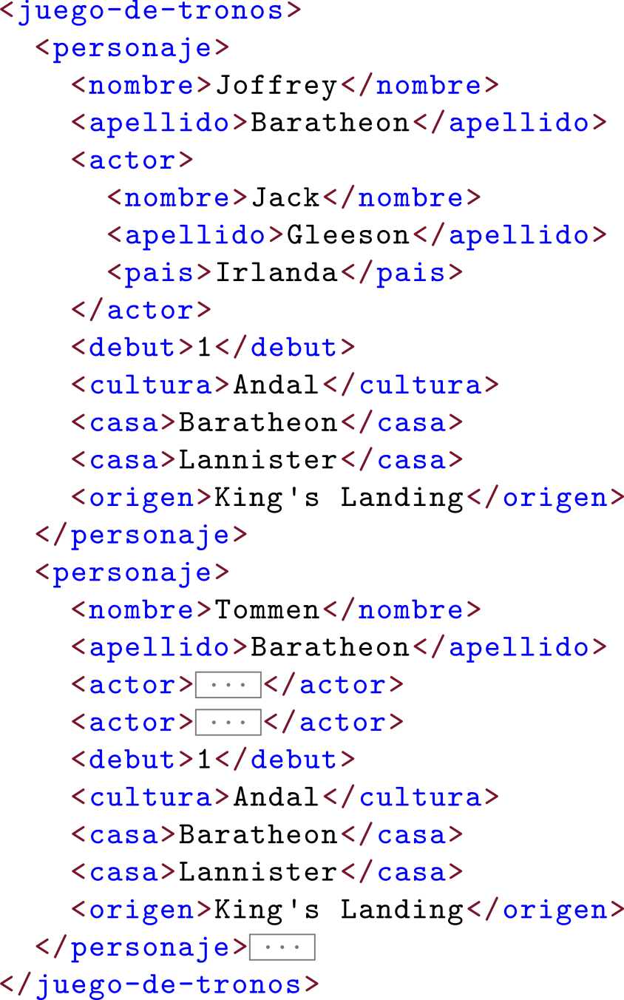 <juego-de-tronos>
  <personaje>
    <nombre>Joffrey</nombre>
    <apellido>Baratheon</apellido>
    <actor>
      <nombre>Jack</nombre>
      <apellido>Gleeson</apellido>
      <pais>Irlanda</pais>
    </actor>
    <debut>1</debut>
    <cultura>Andal</cultura>
    <casa>Baratheon</casa>
    <casa>Lannister</casa>
    <origen>King's Landing</origen>
  </personaje>
  <personaje>
    <nombre>Tommen</nombre>
    <apellido>Baratheon</apellido>
    <actor>...</actor>
    <actor>...</actor>
    <debut>1</debut>
    <cultura>Andal</cultura>
    <casa>Baratheon</casa>
    <casa>Lannister</casa>
    <origen>King's Landing</origen>
  </personaje>...
</juego-de-tronos>